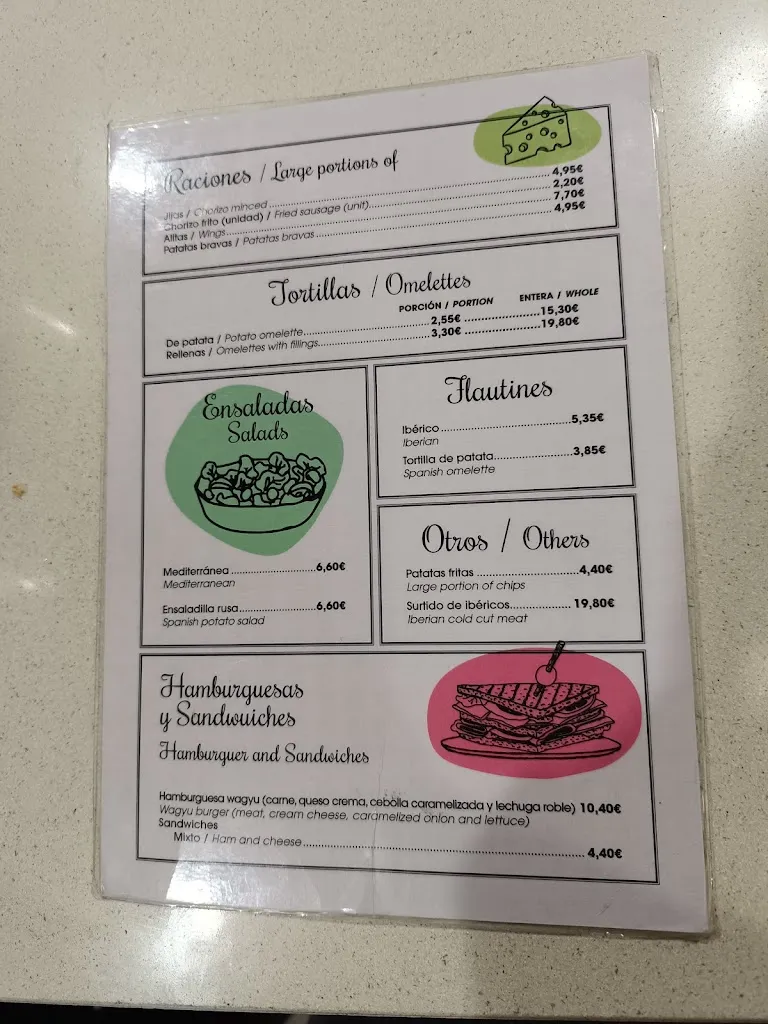 Raciones / Large portions of
Jijas / Chorizo minced ........ 4,95€
Chorizo frito (unidad) / Fried sausage (unit) ........ 2,20€
Alitas / Wings ........ 7,70€
Patatas bravas / Patatas bravas ........ 4,95€
Tortillas / Omelettes
PORCIÓN / PORTION ENTERA / WHOLE
De patata / Potato omelette ........ 2,55€ ........ 15,30€
Rellenas / Omelettes with fillings ........ 3,30€ ........ 19,80€
Ensaladas
Salads
Mediterránea ........ 6,60€
Mediterranean
Ensaladilla rusa ........ 6,60€
Spanish potato salad
Flautines
Ibérico ........ 5,35€
Iberian
Tortilla de patata ........ 3,85€
Spanish omelette
Otros / Others
Patatas fritas ........ 4,40€
Large portion of chips
Surtido de ibéricos ........ 19,80€
Iberian cold cut meat
Hamburguesas
y Sandwuiches
Hamburguer and Sandwiches
Hamburguesa wagyu (carne, queso crema, cebolla caramelizada y lechuga roble) 10,40€
Wagyu burger (meat, cream cheese, caramelized onion and lettuce)
Sandwiches
Mixto / Ham and cheese ........ 4,40€